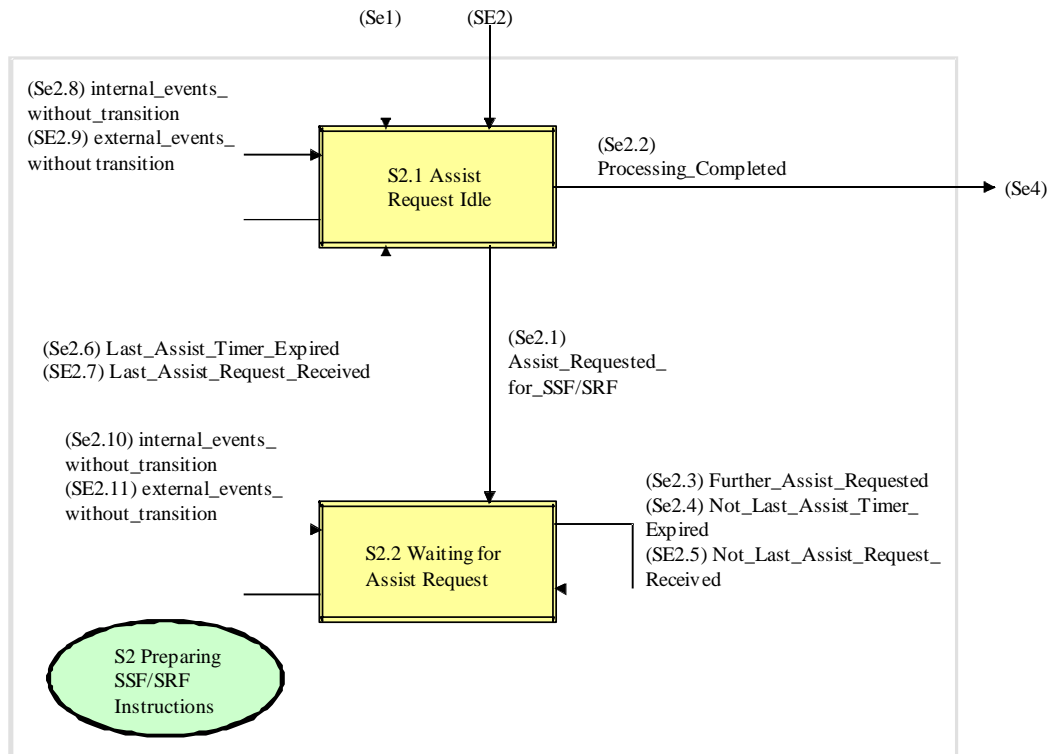 (Se1)
(SE2)
(Se2.8) internal_events_
without_transition
(SE2.9) external_events_
without transition
S2.1 Assist
Request Idle
(Se2.2)
Processing_Completed
(Se4)
(Se2.6) Last_Assist_Timer_Expired
(SE2.7) Last_Assist_Request_Received
(Se2.1)
Assist_Requested_
for_SSF/SRF
(Se2.10) internal_events_
without_transition
(SE2.11) external_events_
without_transition
S2.2 Waiting for
Assist Request
(Se2.3) Further_Assist_Requested
(Se2.4) Not_Last_Assist_Timer_
Expired
(SE2.5) Not_Last_Assist_Request_
Received
S2 Preparing
SSF/SRF
Instructions